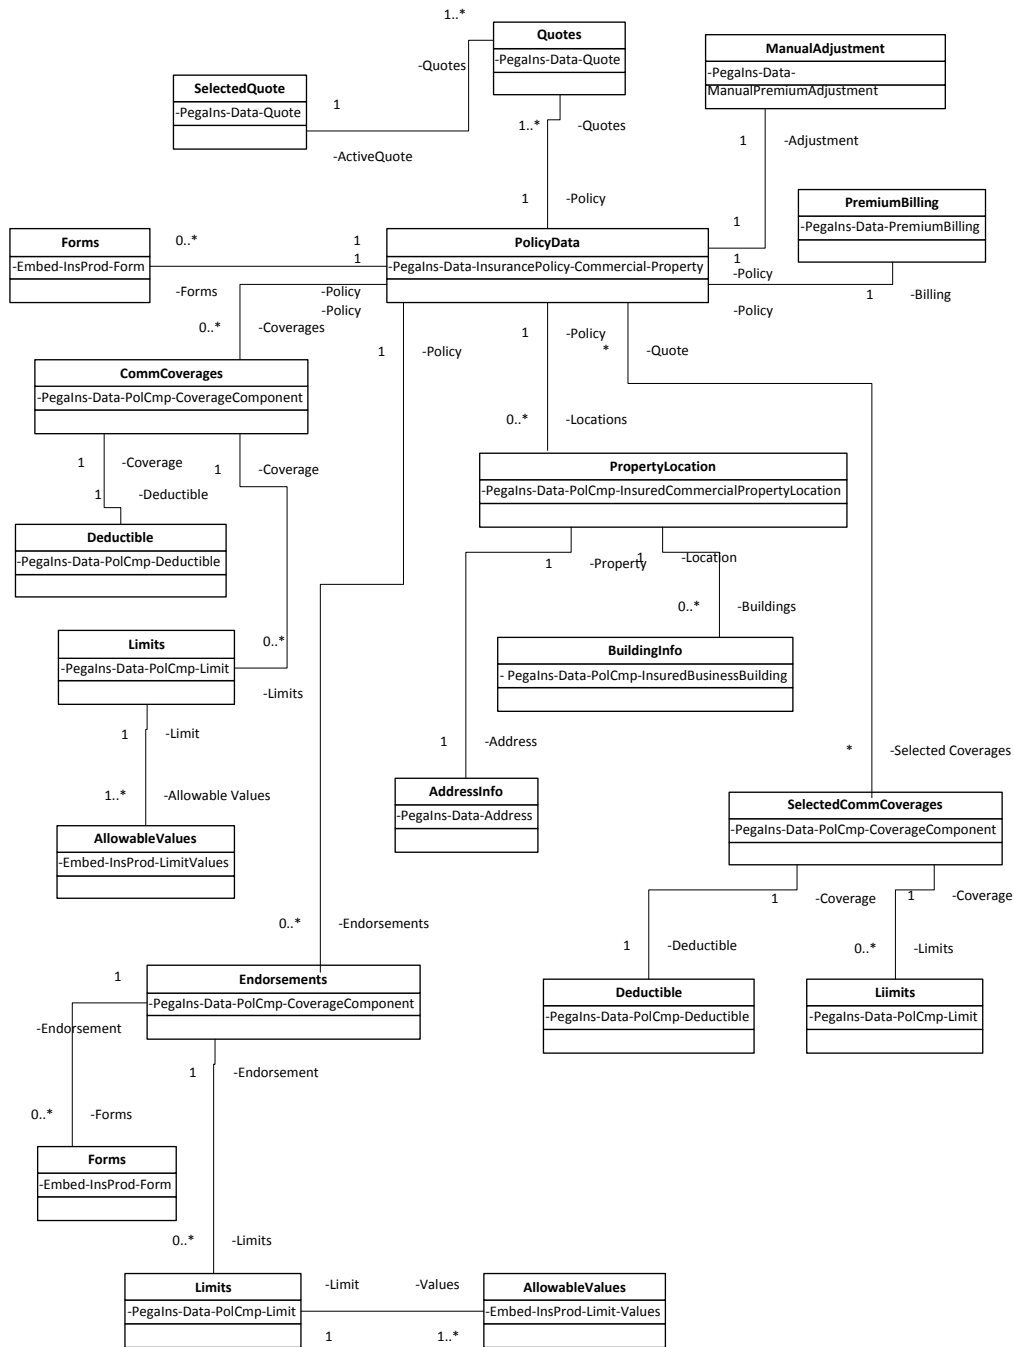 1..*
Quotes
-PegaIns-Data-Quote
ManualAdjustment
-PegaIns-Data-
ManualPremiumAdjustment
-Quotes
SelectedQuote
-PegaIns-Data-Quote
1
-ActiveQuote
1..*
-Quotes
1
-Adjustment
1
-Policy
PremiumBilling
-PegaIns-Data-PremiumBilling
Forms
-Embed-InsProd-Form
0..*
1
1
PolicyData
-PegaIns-Data-InsurancePolicy-Commercial-Property
1
1
-Policy
-Forms
-Policy
-Policy
1
-Billing
-Policy
0..*
-Coverages
1
-Policy
1
-Policy
*
-Quote
CommCoverages
-PegaIns-Data-PolCmp-CoverageComponent
0..*
-Locations
1
-Coverage
1
-Coverage
1
-Deductible
PropertyLocation
-PegaIns-Data-PolCmp-InsuredCommercialPropertyLocation
Deductible
-PegaIns-Data-PolCmp-Deductible
1
-Property
1
-Location
0..*
-Buildings
Limits
-PegaIns-Data-PolCmp-Limit
0..*
-Limits
BuildingInfo
- PegaIns-Data-PolCmp-InsuredBusinessBuilding
1
-Limit
1
-Address
*
-Selected Coverages
1..*
-Allowable Values
AddressInfo
-PegaIns-Data-Address
SelectedCommCoverages
-PegaIns-Data-PolCmp-CoverageComponent
AllowableValues
-Embed-InsProd-LimitValues
1
-Coverage
1
-Coverage
0..*
-Endorsements
1
-Deductible
0..*
-Limits
1
Endorsements
-PegaIns-Data-PolCmp-CoverageComponent
-Endorsement
Deductible
-PegaIns-Data-PolCmp-Deductible
Liimits
-PegaIns-Data-PolCmp-Limit
1
-Endorsement
0..*
-Forms
Forms
-Embed-InsProd-Form
0..*
-Limits
Limits
-PegaIns-Data-PolCmp-Limit
-Limit
-Values
1
1..*
AllowableValues
-Embed-InsProd-Limit-Values